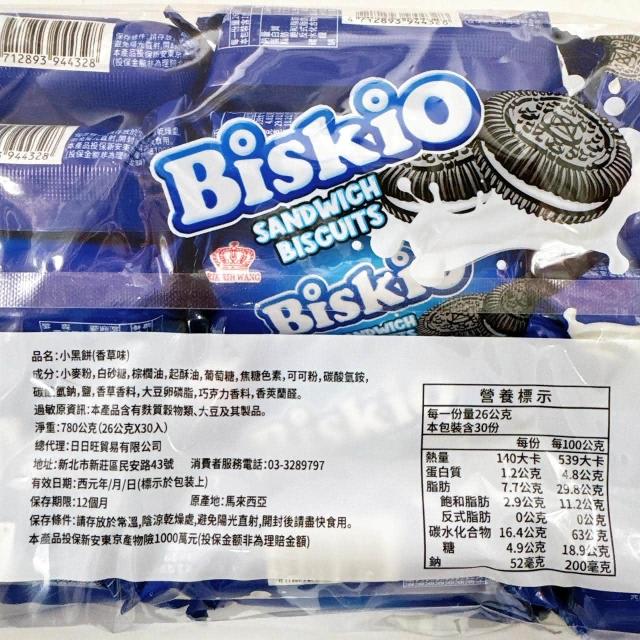 712893 944328
4 712893 944328
944328
Biskio
SANDWICH
BISCUITS
Biskio
品名:小黑餅(香草味)
成分:小麥粉,白砂糖,棕櫚油,起酥油,葡萄糖,焦糖色素,可可粉,碳酸氫銨,
碳酸氫鈉,鹽,香草香料,大豆卵磷脂,巧克力香料,香莢蘭醛。
過敏原資訊:本產品含有麩質穀物類、大豆及其製品。
淨重:780公克(26公克X30入)
總代理:日日旺貿易有限公司
地址:新北市新莊區民安路43號 消費者服務電話:03-3289797
有效日期:西元年/月/日(標示於包裝上)
保存期限:12個月 原產地:馬來西亞
保存條件:請存放於常溫,陰涼乾燥處,避免陽光直射,開封後請盡快食用。
本產品投保新安東京產物險1000萬元(投保金額非為理賠金額)
營養標示
每一份量26公克
本包裝含30份
每份 每100公克
熱量 140大卡 539大卡
蛋白質 1.2公克 4.8公克
脂肪 7.7公克 29.8公克
飽和脂肪 2.9公克 11.2公克
反式脂肪 0公克 0公克
碳水化合物 16.4公克 63公克
糖 4.9公克 18.9公克
鈉 52毫克 200毫克